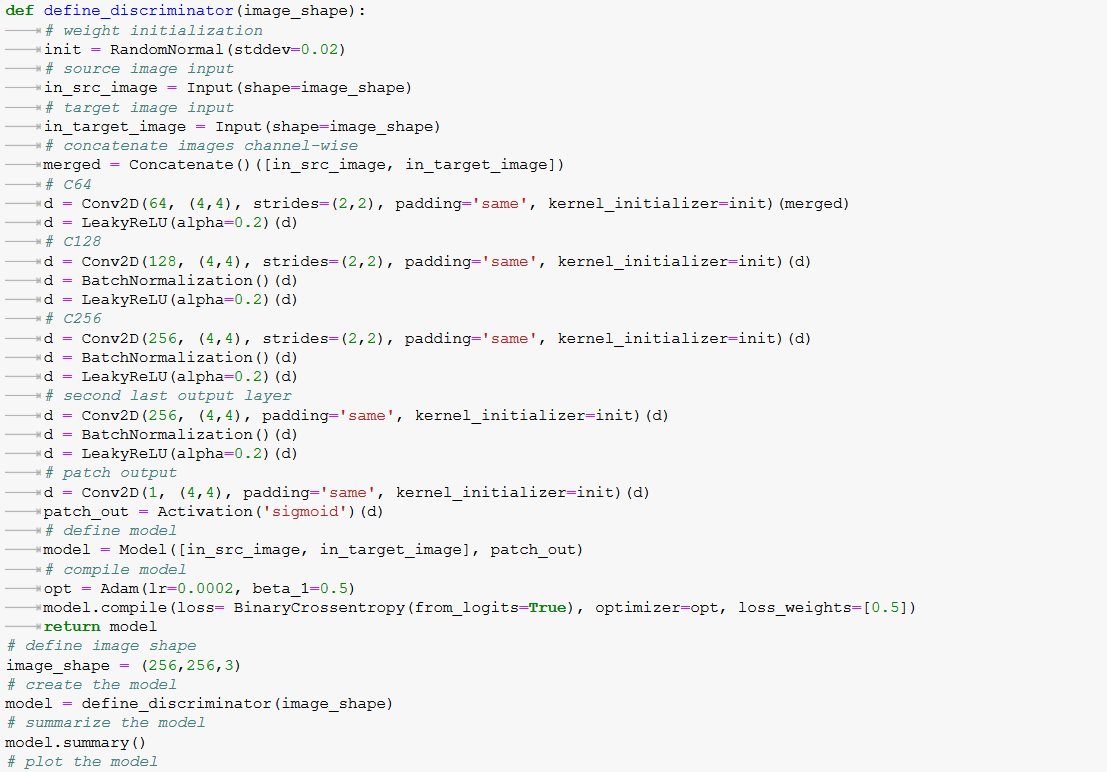 def define_discriminator(image_shape):
# weight initialization
init = RandomNormal(stddev=0.02)
# source image input
in_src_image = Input(shape=image_shape)
# target image input
in_target_image = Input(shape=image_shape)
# concatenate images channel-wise
merged = Concatenate()([in_src_image, in_target_image])
# C64
d = Conv2D(64, (4,4), strides=(2,2), padding='same', kernel_initializer=init)(merged)
d = LeakyReLU(alpha=0.2)(d)
# C128
d = Conv2D(128, (4,4), strides=(2,2), padding='same', kernel_initializer=init)(d)
d = BatchNormalization()(d)
d = LeakyReLU(alpha=0.2)(d)
# C256
d = Conv2D(256, (4,4), strides=(2,2), padding='same', kernel_initializer=init)(d)
d = BatchNormalization()(d)
d = LeakyReLU(alpha=0.2)(d)
# second last output layer
d = Conv2D(256, (4,4), padding='same', kernel_initializer=init)(d)
d = BatchNormalization()(d)
d = LeakyReLU(alpha=0.2)(d)
# patch output
d = Conv2D(1, (4,4), padding='same', kernel_initializer=init)(d)
patch_out = Activation('sigmoid')(d)
# define model
model = Model([in_src_image, in_target_image], patch_out)
# compile model
opt = Adam(lr=0.0002, beta_1=0.5)
model.compile(loss= BinaryCrossentropy(from_logits=True), optimizer=opt, loss_weights=[0.5])
return model
# define image shape
image_shape = (256,256,3)
# create the model
model = define_discriminator(image_shape)
# summarize the model
model.summary()
# plot the model